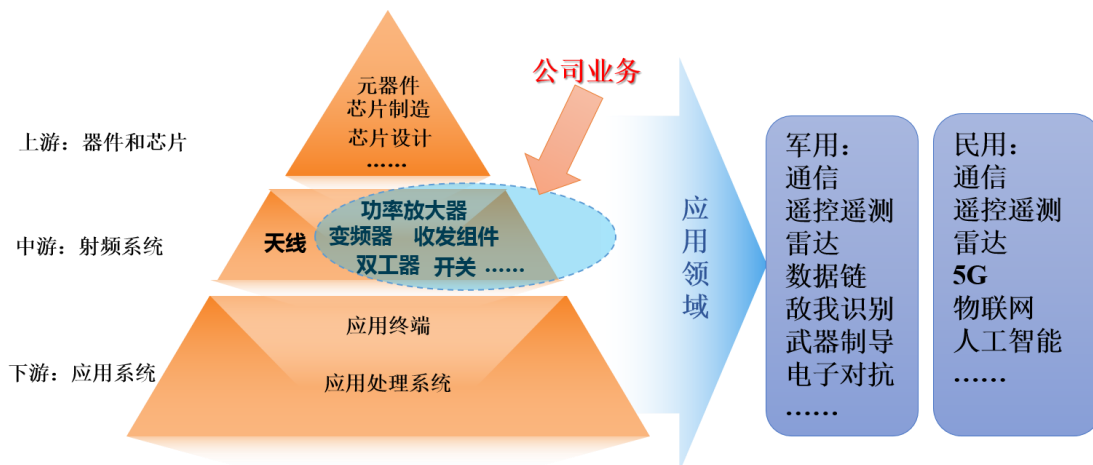 公司业务
元器件
芯片制造
芯片设计
……
上游：器件和芯片
功率放大器
天线
变频器 收发组件
双工器 开关 ……
中游：射频系统
应用终端
应用处理系统
下游：应用系统
应用领域
军用：
通信
遥控遥测
雷达
数据链
敌我识别
武器制导
电子对抗
……
民用：
通信
遥控遥测
雷达
5G
物联网
人工智能
……